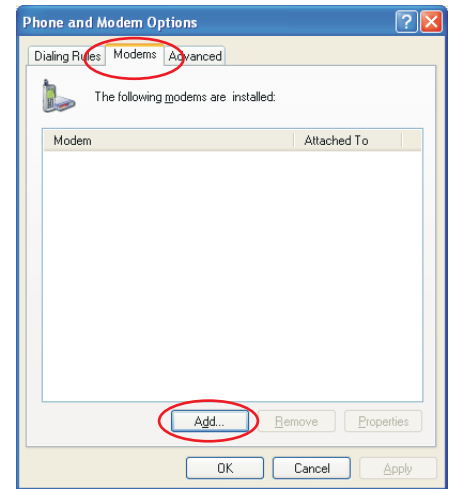 Phone and Modem Options
Dialing Rules Modems Advanced
The following modems are installed:
Modem Attached To
Add... Remove Properties
OK Cancel Apply